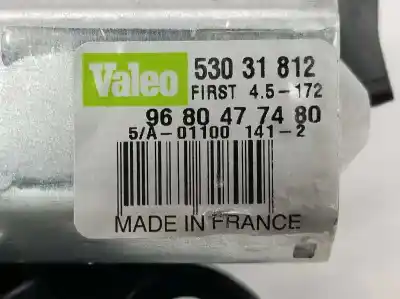 Valeo 530 31 812
FIRST 4.5-172
96 80 47 74 80
5/A-01100 141-2
MADE IN FRANCE